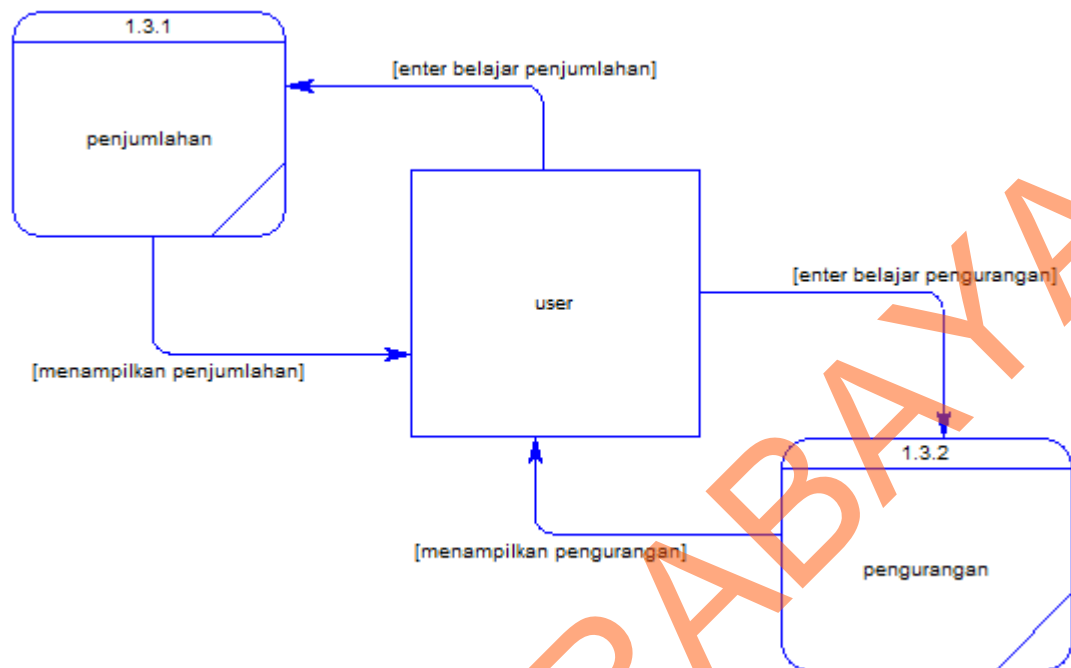 1.3.1
[enter belajar penjumlahan]
penjumlahan
[enter belajar pengurangan]
user
[menampilkan penjumlahan]
1.3.2
[menampilkan pengurangan]
pengurangan
RABAYA